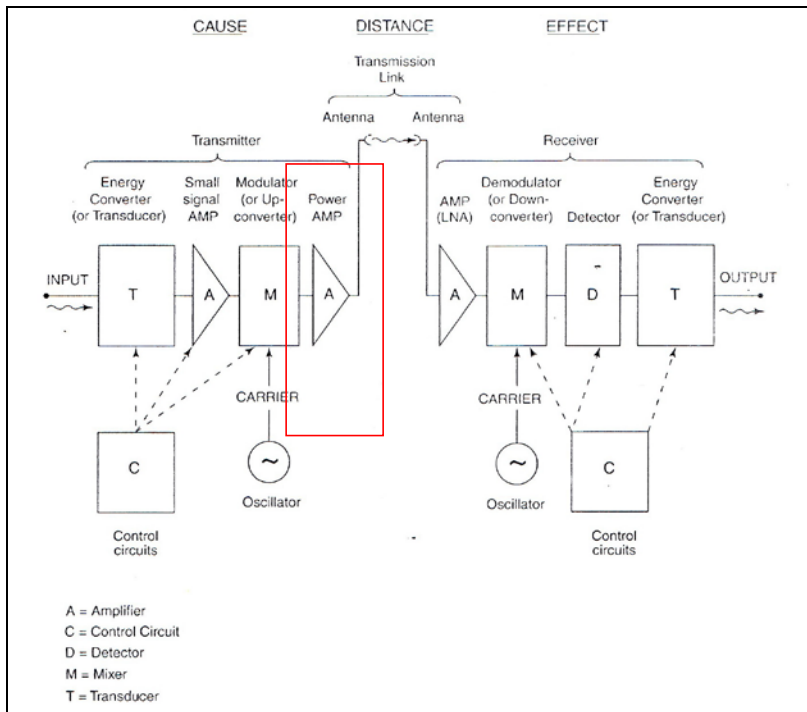 CAUSE
DISTANCE
EFFECT
Transmission
Link
Antenna
Antenna
Transmitter
Receiver
Energy
Converter
(or Transducer)
Small
signal
AMP
Modulator
(or Up-
converter)
Power
AMP
AMP
(LNA)
Demodulator
(or Down-
converter)
Detector
Energy
Converter
(or Transducer)
INPUT
T
A
M
A
A
M
D
T
OUTPUT
CARRIER
CARRIER
C
~
Oscillator
~
Oscillator
C
Control
circuits
Control
circuits
A = Amplifier
C = Control Circuit
D = Detector
M = Mixer
T = Transducer